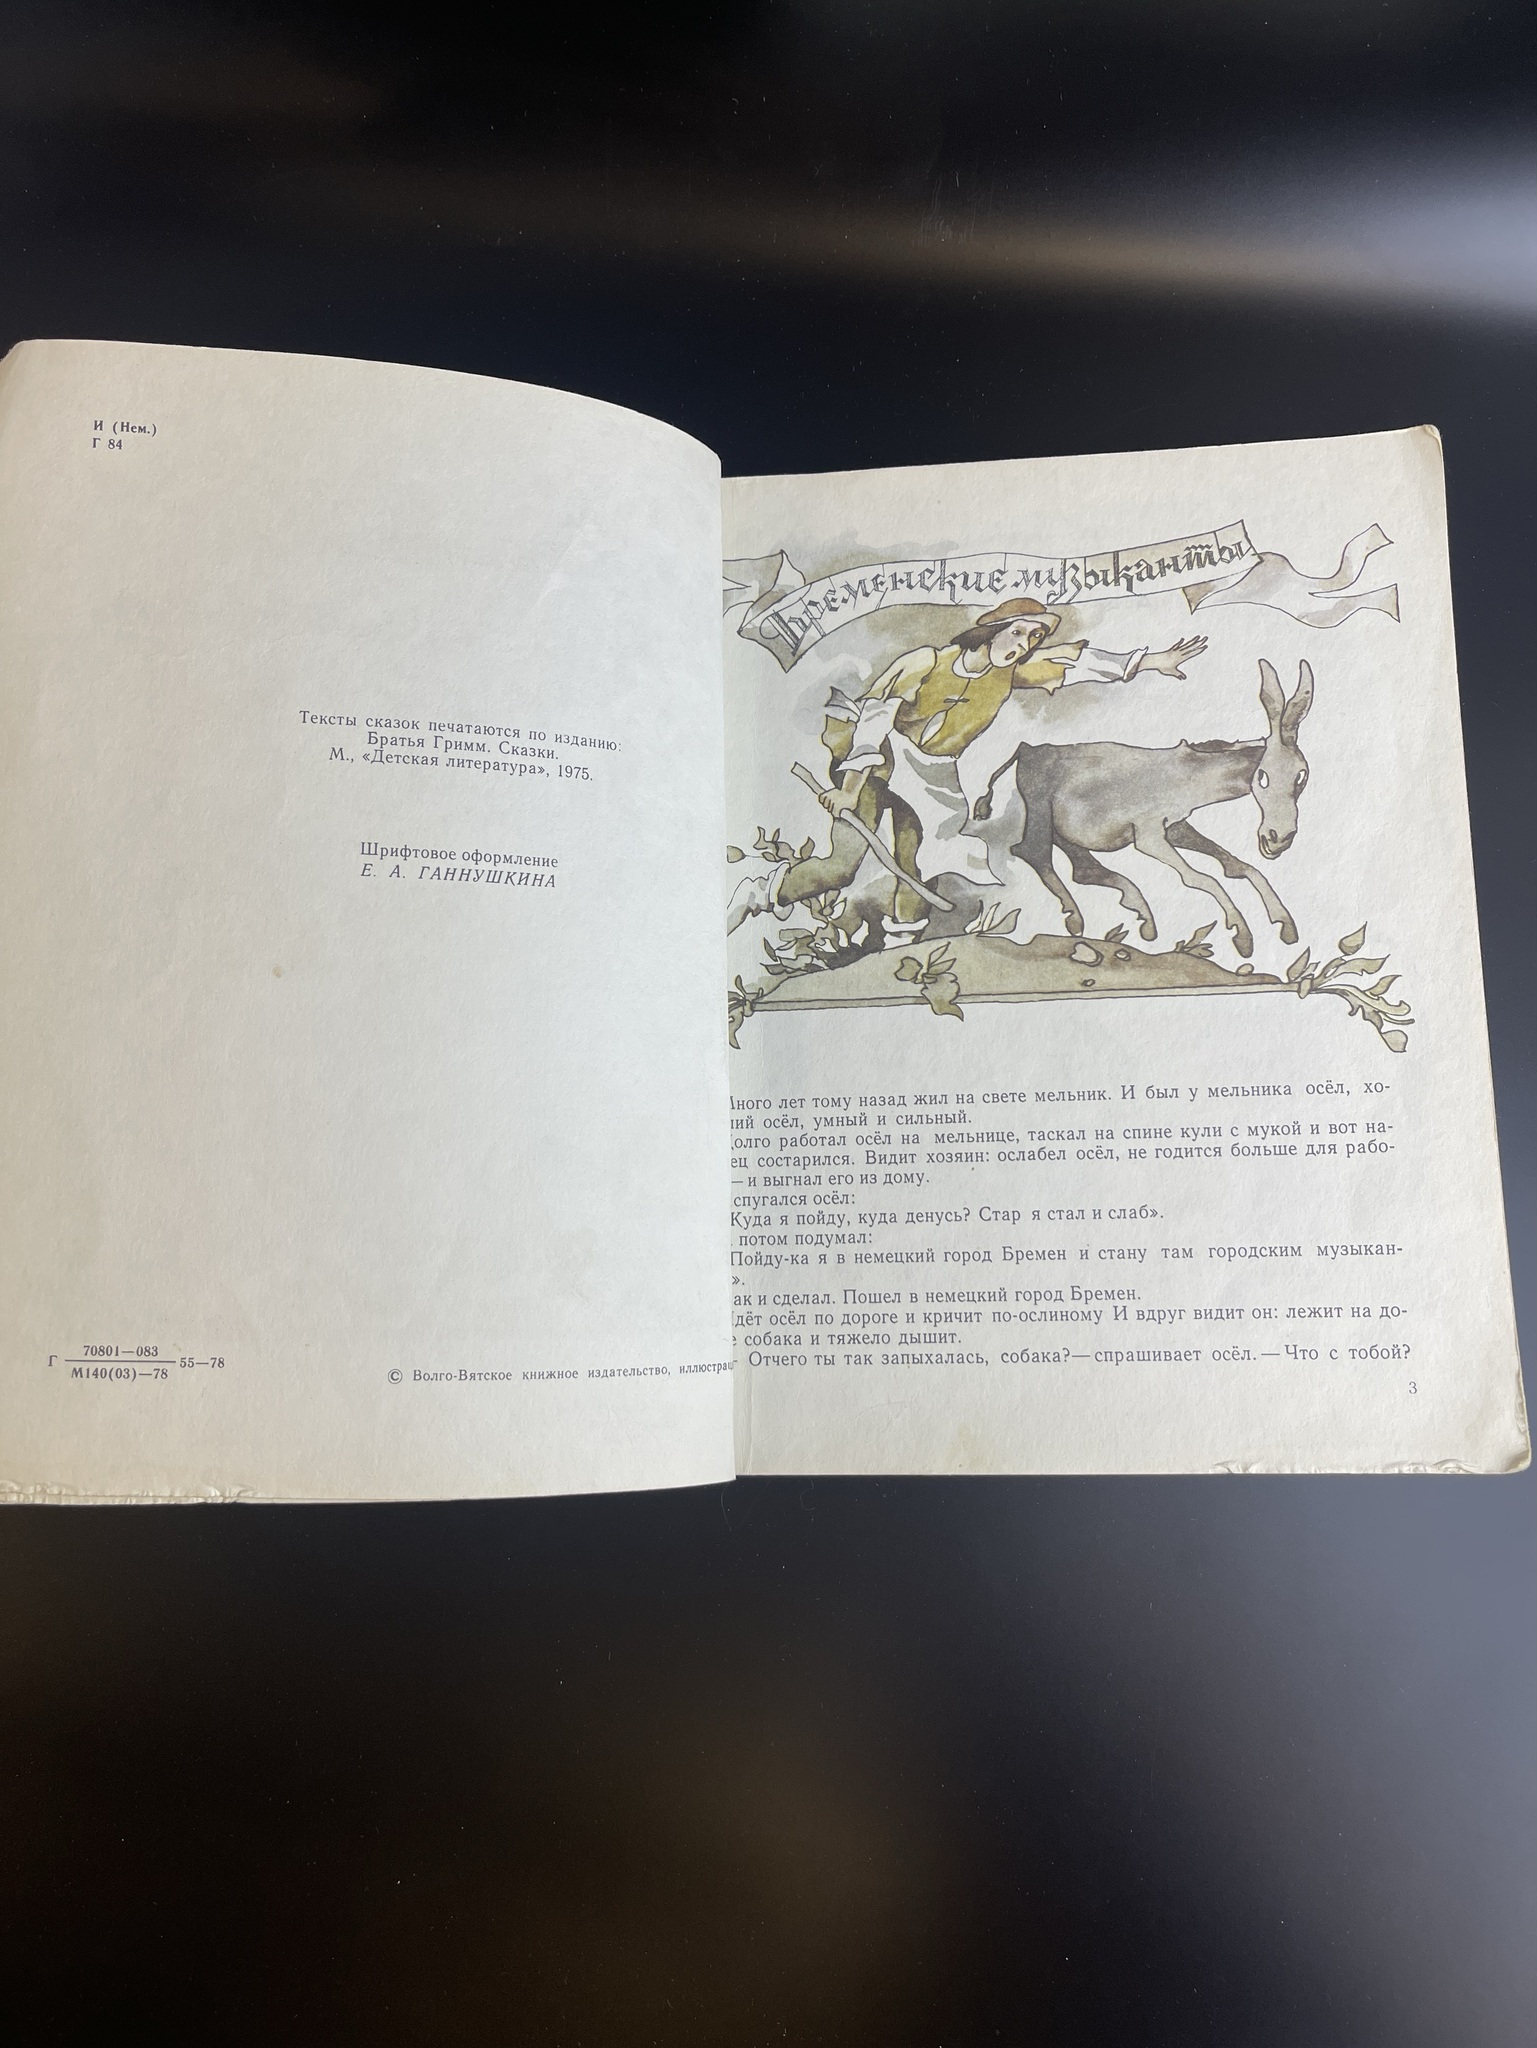 И (Нем.)
Г 84
Тексты сказок печатаются по изданию:
Братья Гримм. Сказки.
М., «Детская литература», 1975.
Шрифтовое оформление
Е. А. ГАННУШКИНА
Г 70801—083 55—78
М140(03)—78
© Волго-Вятское книжное издательство,
Бременские музыканты
лет тому назад жил на свете мельник. И был у мельника осёл, хо-
осёл, умный и сильный.
работал осёл на мельнице, таскал на спине кули с мукой и вот на-
состарился. Видит хозяин: ослабел осёл, не годится больше для рабо-
— и выгнал его из дому.
осёл:
Куда я пойду, куда денусь? Стар я стал и слаб».
потом подумал:
Пойду-ка я в немецкий город Бремен и стану там городским музыкан-
».
и сделал. Пошел в немецкий город Бремен.
осёл по дороге и кричит по-ослиному И вдруг видит он: лежит на до-
собака и тяжело дышит.
Отчего ты так запыхалась, собака?— спрашивает осёл. — Что с тобой?
3